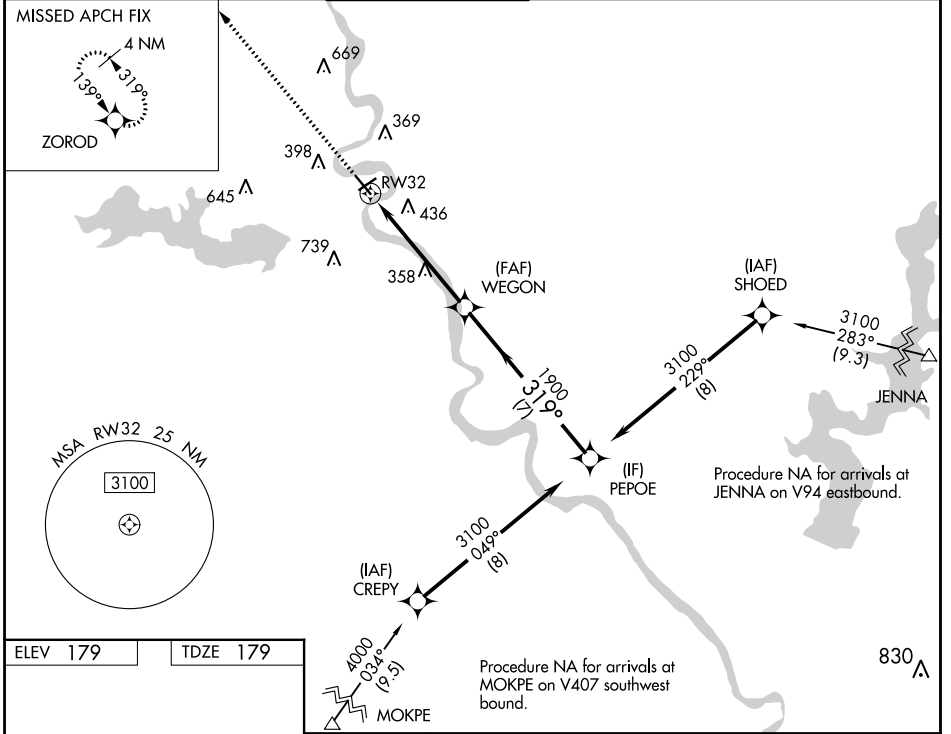 MISSED APCH FIX
4 NM
139°
319°
ZOROD
669
369
398
RW32
645
436
739
358
(FAF)
WEGON
(IAF)
SHOED
3100
283°
(9.3)
JENNA
3100
229°
(8)
1900
319°
(7)
(IF)
PEPOE
Procedure NA for arrivals at
JENNA on V94 eastbound.
MSA RW32 25 NM
3100
3100
049°
(8)
(IAF)
CREPY
4000
034°
(9.5)
MOKPE
Procedure NA for arrivals at
MOKPE on V407 southwest
bound.
830
ELEV 179
TDZE 179